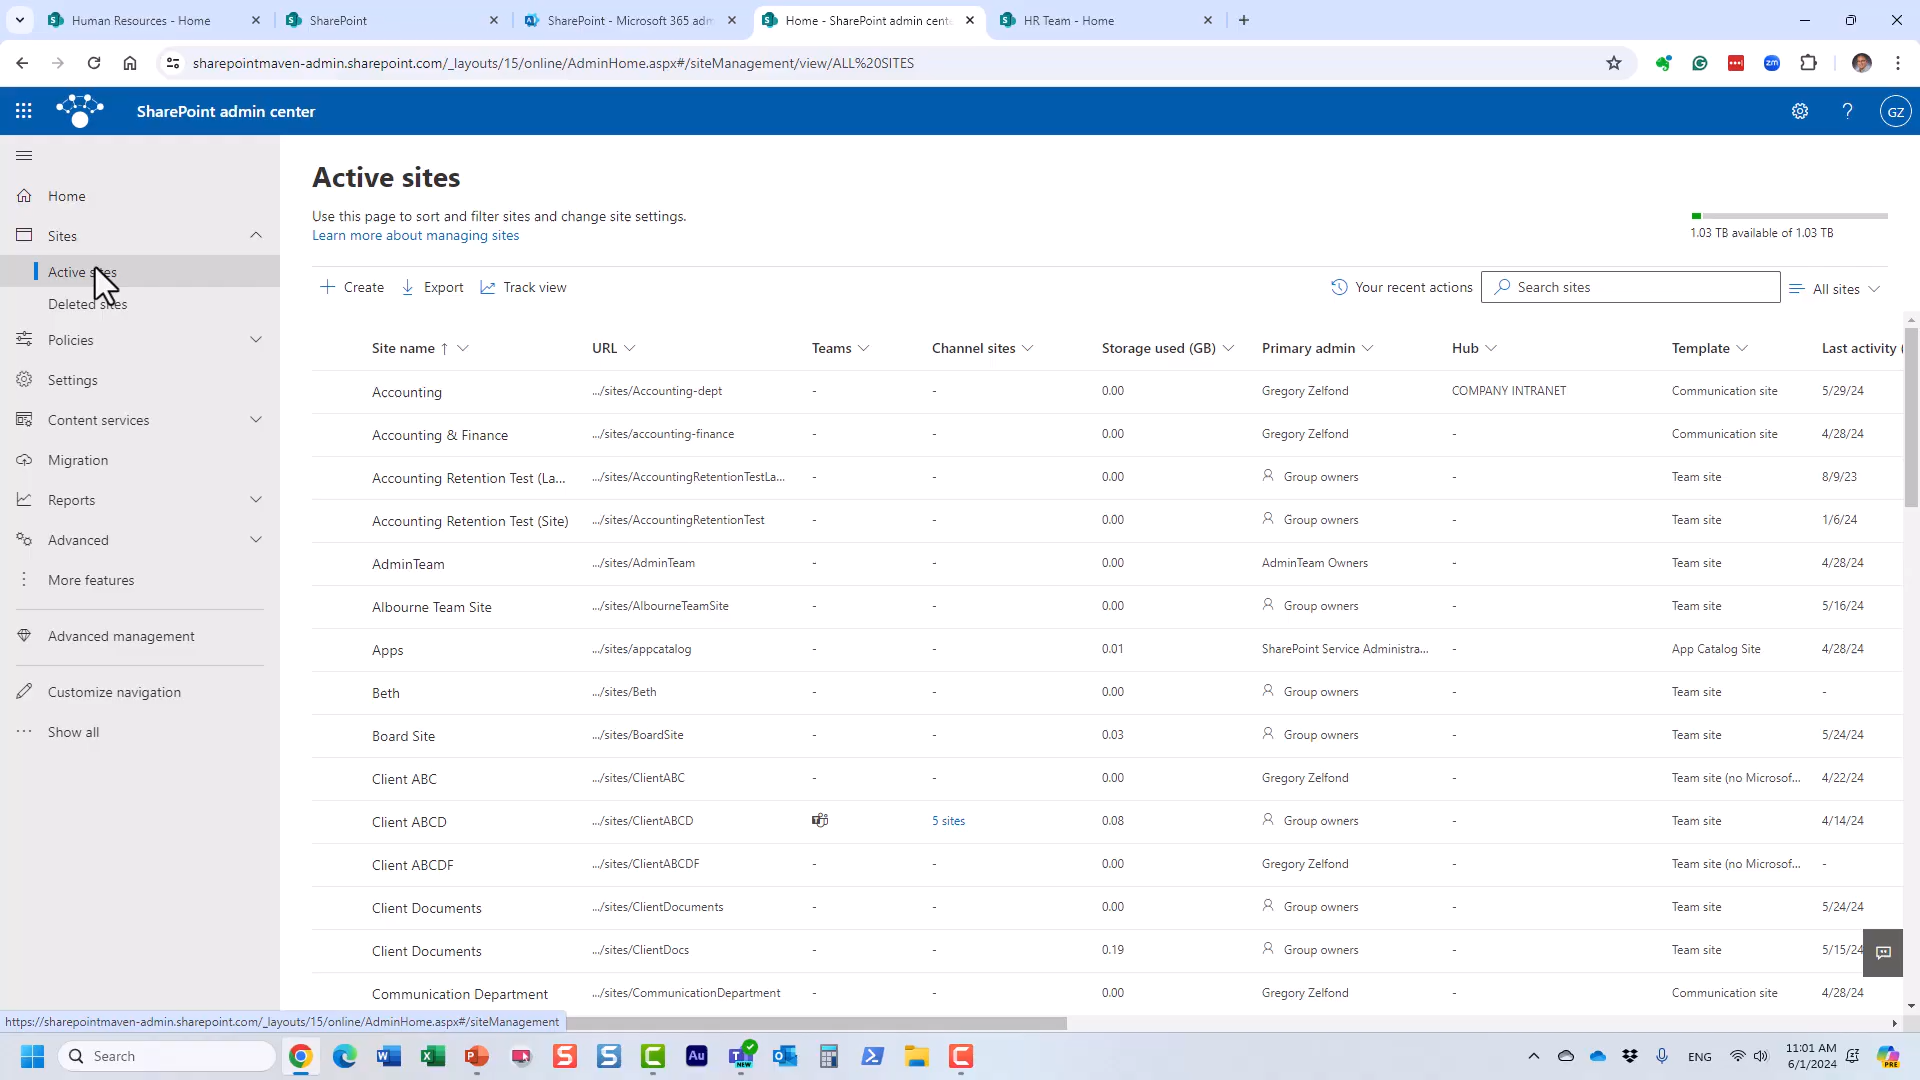 Human Resources - Home
SharePoint
SharePoint - Microsoft 365 adm
Home - SharePoint admin cente
HR Team - Home
sharepointmaven-admin.sharepoint.com/_layouts/15/online/AdminHome.aspx#/siteManagement/view/ALL%20SITES
SharePoint admin center
GZ
Home
Sites
Active sites
Deleted sites
Policies
Settings
Content services
Migration
Reports
Advanced
More features
Advanced management
Customize navigation
Show all
Active sites
Use this page to sort and filter sites and change site settings.
Learn more about managing sites
1.03 TB available of 1.03 TB
Create Export Track view Your recent actions Search sites All sites
Site name ↑ URL Teams Channel sites Storage used (GB) Primary admin Hub Template Last activity (
Accounting .../sites/Accounting-dept - - 0.00 Gregory Zelfond COMPANY INTRANET Communication site 5/29/24
Accounting & Finance .../sites/accounting-finance - - 0.00 Gregory Zelfond - Communication site 4/28/24
Accounting Retention Test (La... .../sites/AccountingRetentionTestLa... - - 0.00 Group owners - Team site 8/9/23
Accounting Retention Test (Site) .../sites/AccountingRetentionTest - - 0.00 Group owners - Team site 1/6/24
AdminTeam .../sites/AdminTeam - - 0.00 AdminTeam Owners - Team site 4/28/24
Albourne Team Site .../sites/AlbourneTeamSite - - 0.00 Group owners - Team site 5/16/24
Apps .../sites/appcatalog - - 0.01 SharePoint Service Administra... - App Catalog Site 4/28/24
Beth .../sites/Beth - - 0.00 Group owners - Team site -
Board Site .../sites/BoardSite - - 0.03 Group owners - Team site 5/24/24
Client ABC .../sites/ClientABC - - 0.00 Gregory Zelfond - Team site (no Microsof... 4/22/24
Client ABCD .../sites/ClientABCD 5 sites 0.08 Group owners - Team site 4/14/24
Client ABCDF .../sites/ClientABCDF - - 0.00 Gregory Zelfond - Team site (no Microsof... -
Client Documents .../sites/ClientDocuments - - 0.00 Group owners - Team site 5/24/24
Client Documents .../sites/ClientDocs - - 0.19 Group owners - Team site 5/15/24
Communication Department .../sites/CommunicationDepartment - - 0.00 Gregory Zelfond - Communication site 4/28/24
https://sharepointmaven-admin.sharepoint.com/_layouts/15/online/AdminHome.aspx#/siteManagement
Search
ENG
11:01 AM
6/1/2024